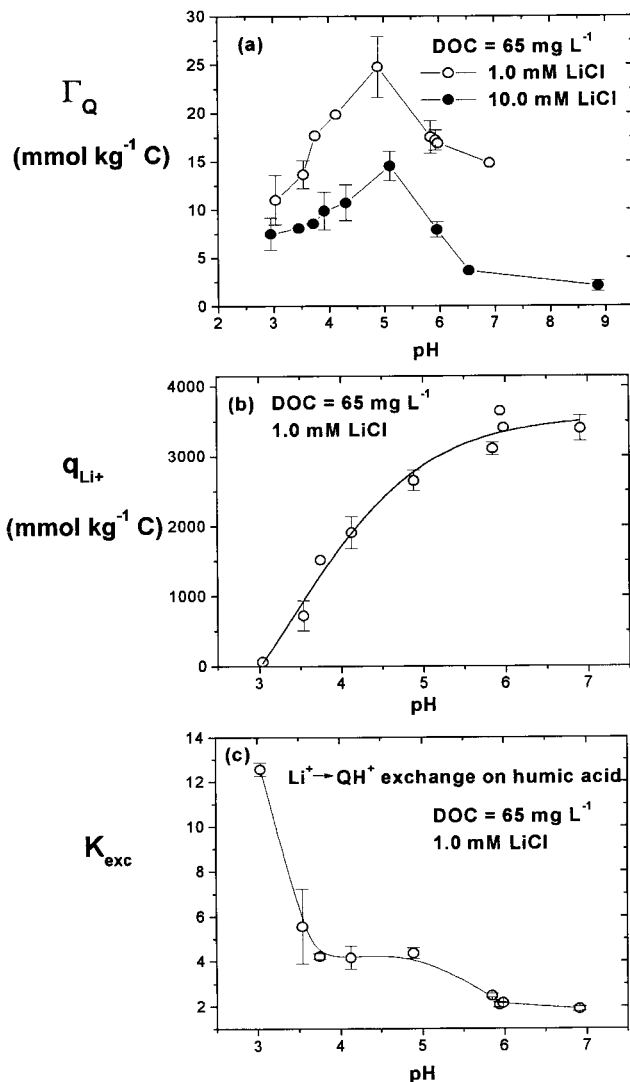 (a)
DOC = 65 mg L⁻¹
1.0 mM LiCl
10.0 mM LiCl
Γ_Q
(mmol kg⁻¹ C)
30
25
20
15
10
5
0
2 3 4 5 6 7 8 9
pH
(b)
DOC = 65 mg L⁻¹
1.0 mM LiCl
q_Li+
(mmol kg⁻¹ C)
4000
3000
2000
1000
0
3 4 5 6 7
pH
(c)
Li⁺→QH⁺ exchange on humic acid
DOC = 65 mg L⁻¹
1.0 mM LiCl
K_exc
14
12
10
8
6
4
2
3 4 5 6 7
pH